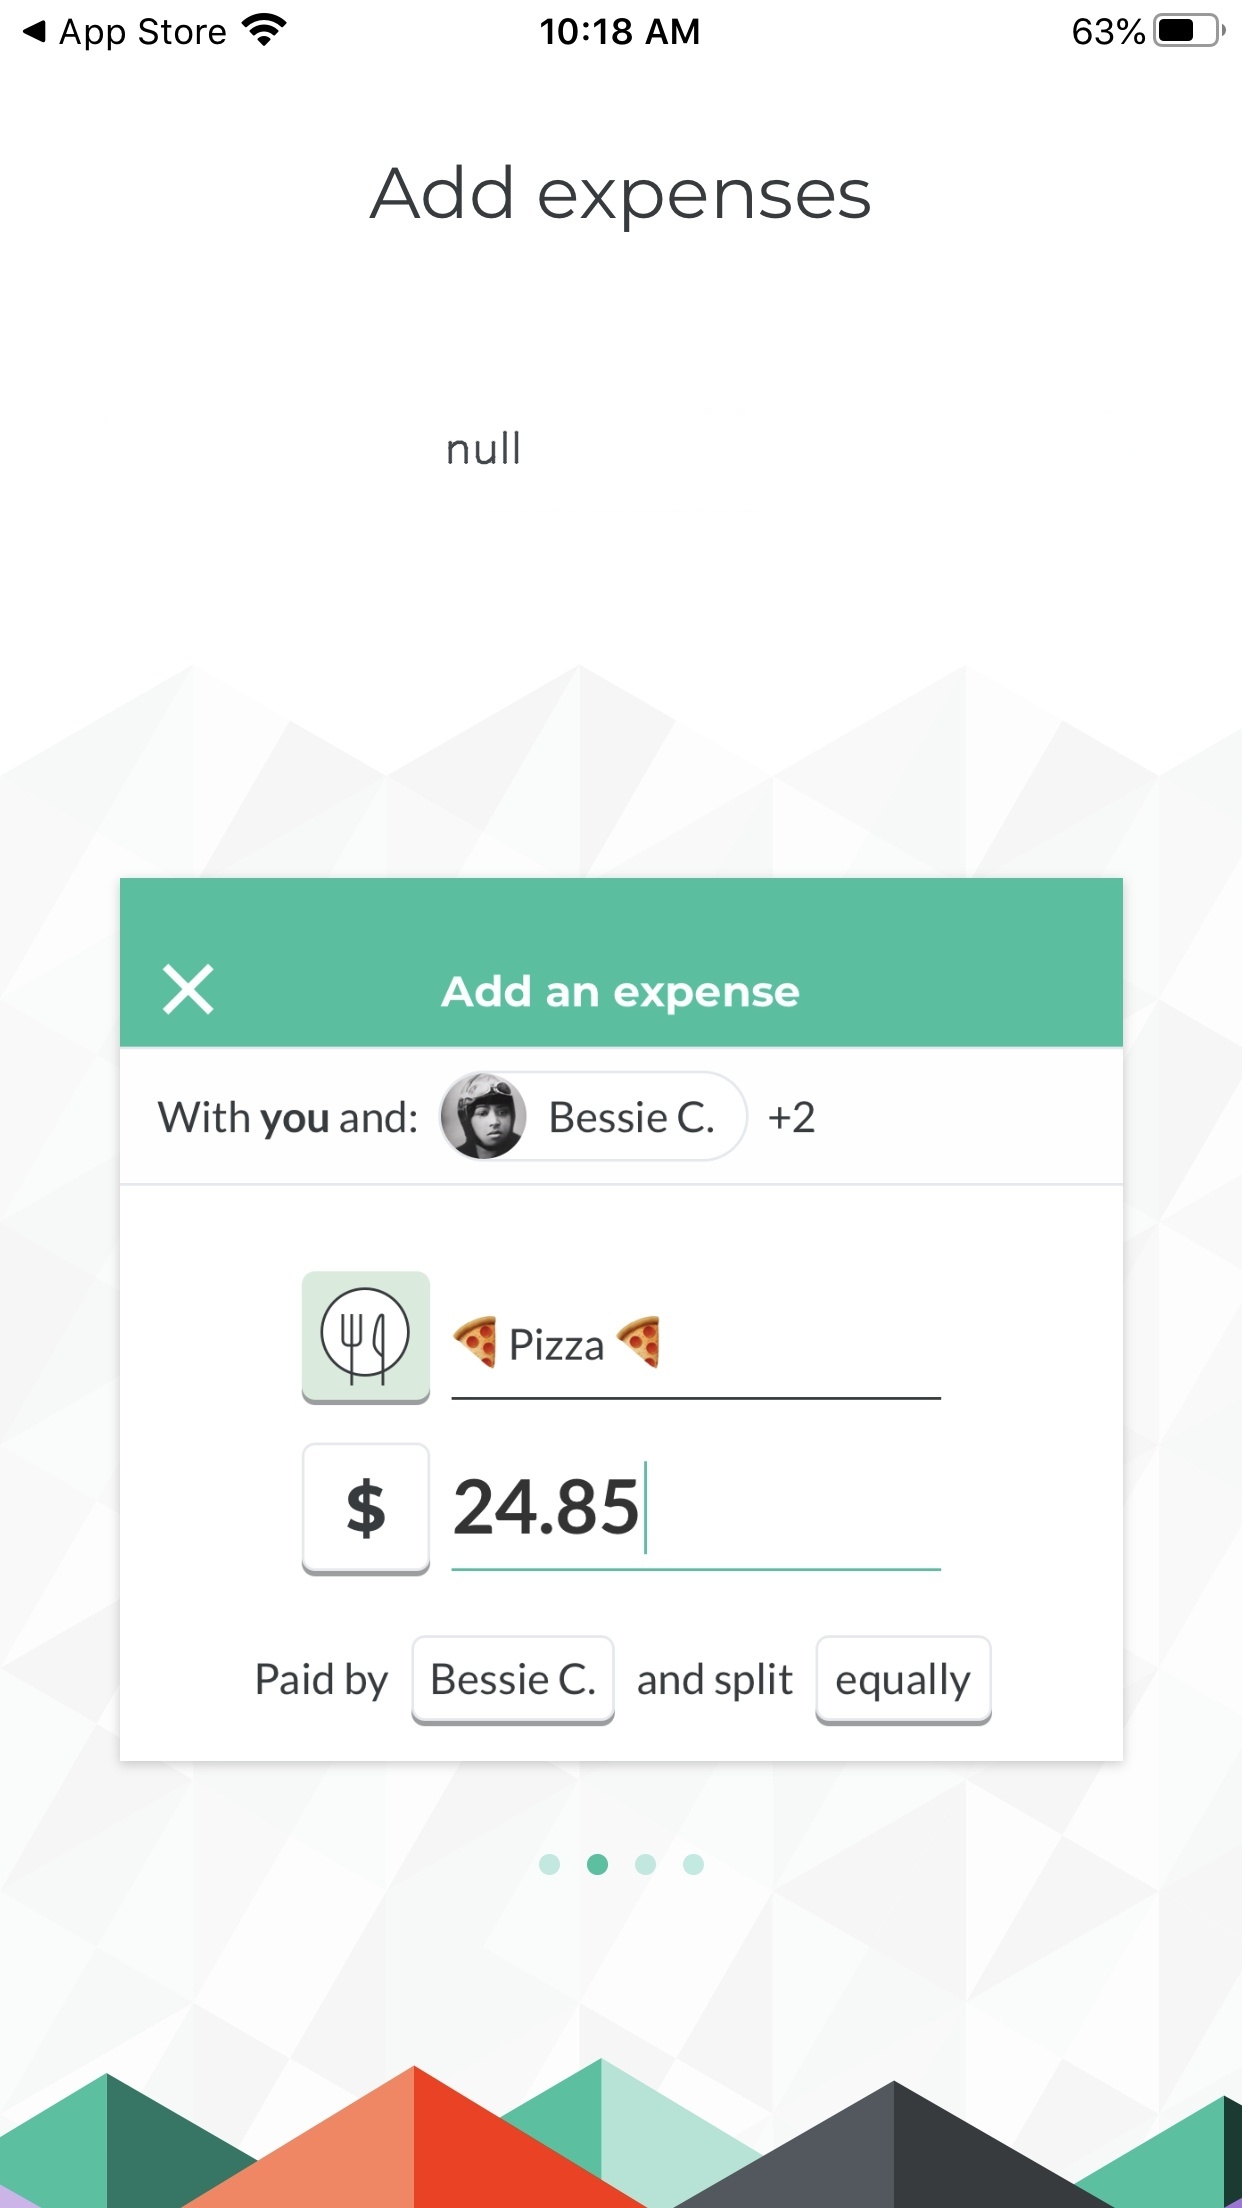 ◀ App Store 10:18 AM 63%
Add expenses
null
Add an expense
With you and: Bessie C. +2
🍕 Pizza 🍕
$ 24.85
Paid by Bessie C. and split equally